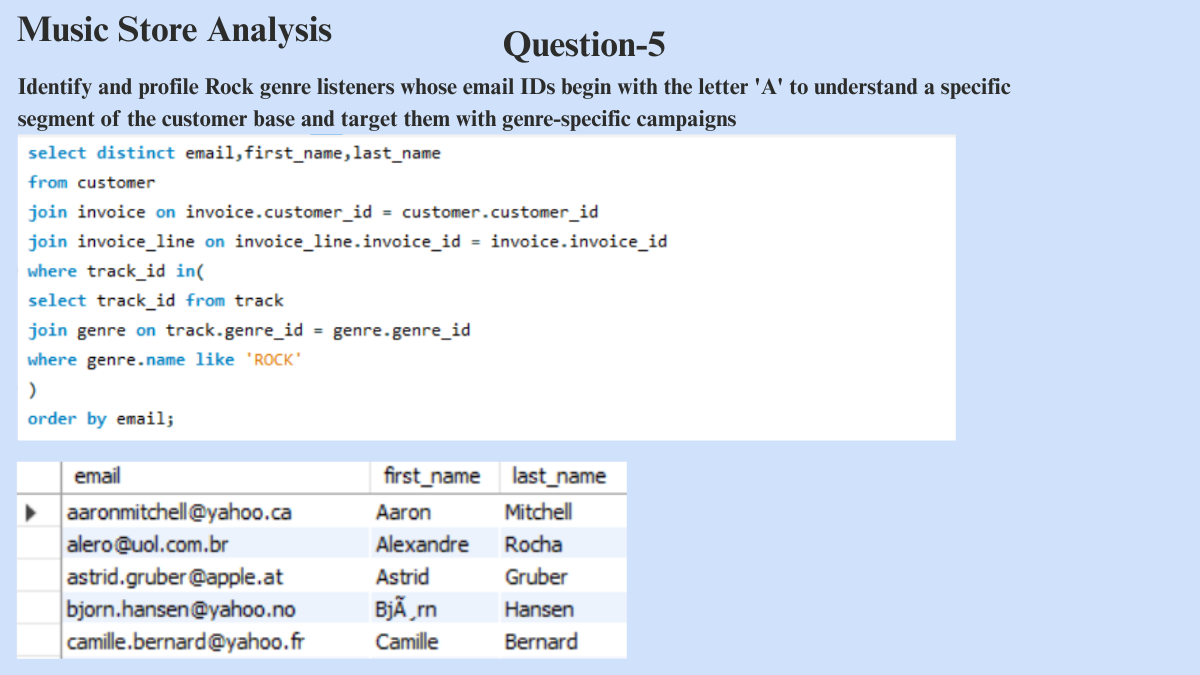 Music Store Analysis
Question-5
Identify and profile Rock genre listeners whose email IDs begin with the letter 'A' to understand a specific
segment of the customer base and target them with genre-specific campaigns
select distinct email,first_name,last_name
from customer
join invoice on invoice.customer_id = customer.customer_id
join invoice_line on invoice_line.invoice_id = invoice.invoice_id
where track_id in(
select track_id from track
join genre on track.genre_id = genre.genre_id
where genre.name like 'ROCK'
)
order by email;
email first_name last_name
aaronmitchell@yahoo.ca Aaron Mitchell
alero@uol.com.br Alexandre Rocha
astrid.gruber@apple.at Astrid Gruber
bjorn.hansen@yahoo.no BjÃ¸rn Hansen
camille.bernard@yahoo.fr Camille Bernard